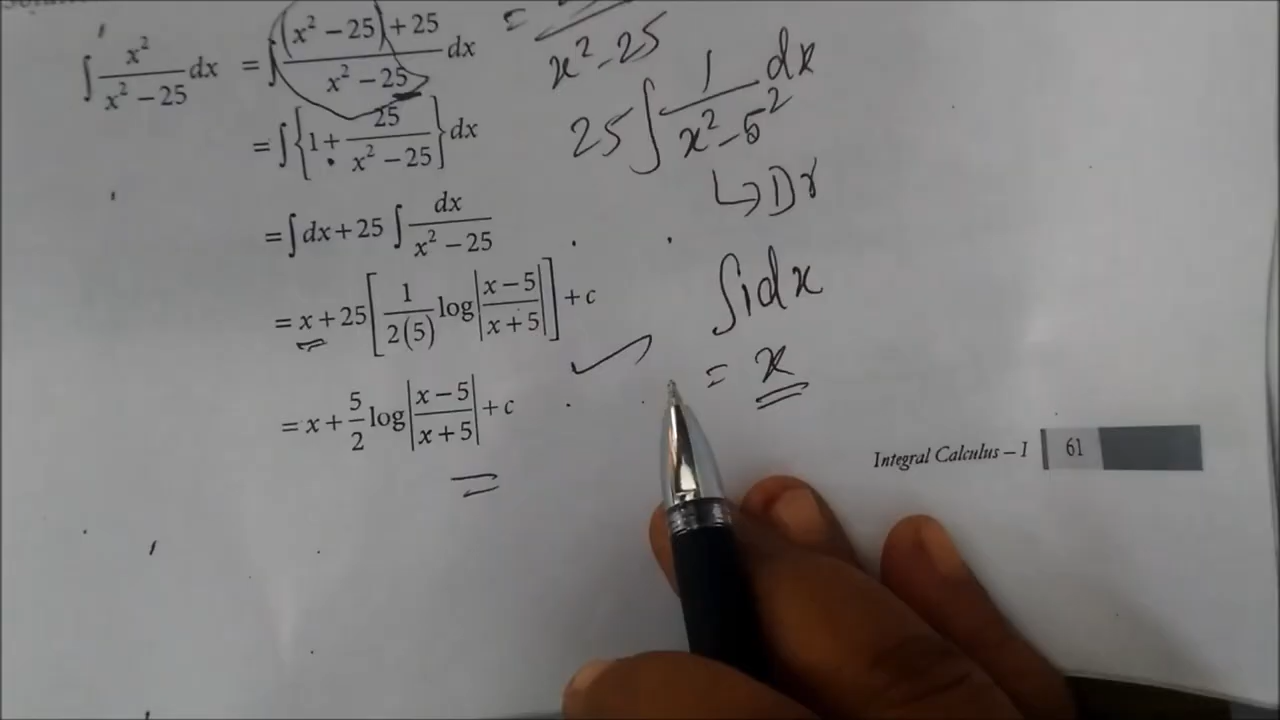 ∫ x²/(x² − 25) dx = ∫ ((x² − 25) + 25)/(x² − 25) dx
= ∫ {1 + 25/(x² − 25)} dx
= ∫ dx + 25 ∫ dx/(x² − 25)
= x + 25 [1/2(5) log |(x − 5)/(x + 5)|] + c
= x + 5/2 log |(x − 5)/(x + 5)| + c
=
x² - 25
25 ∫ 1/(x² - 5²) dx
↳ Dr
∫ 1 dx
= x
Integral Calculus – I 61